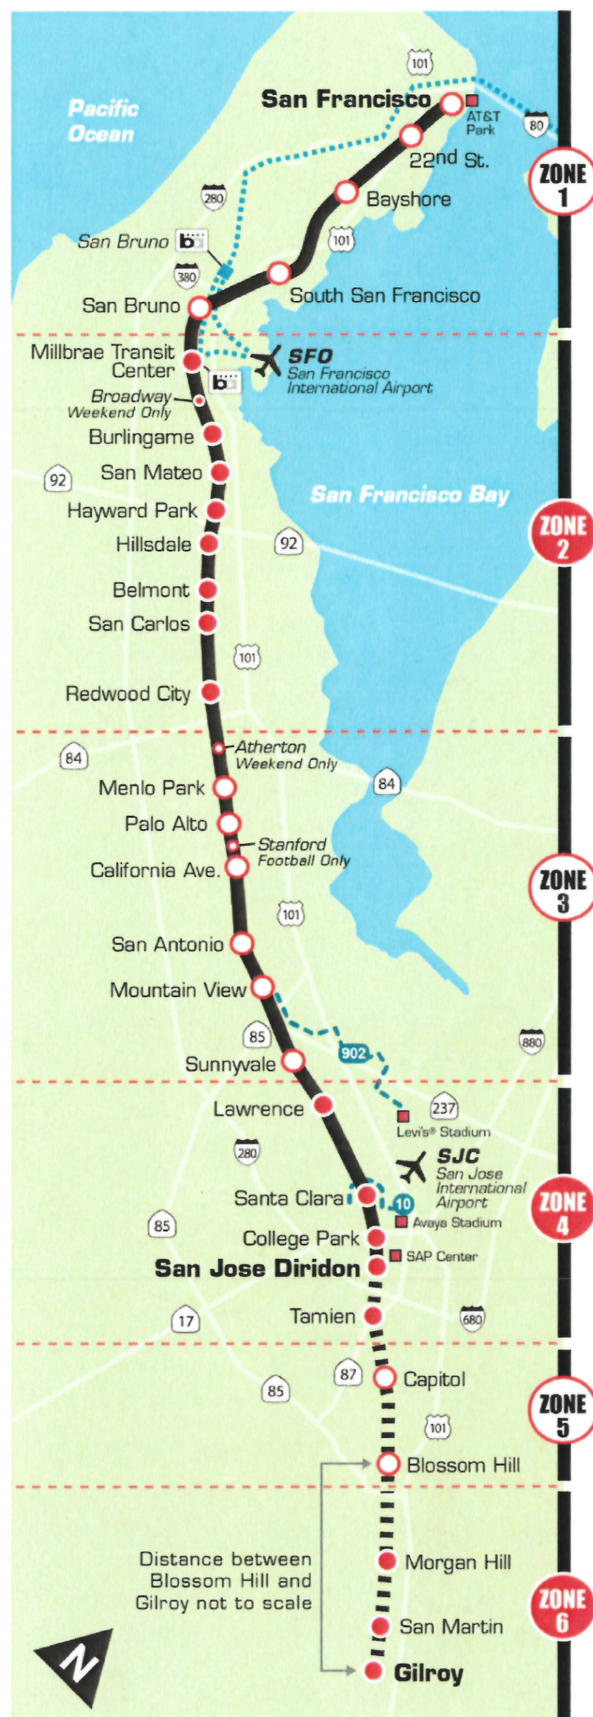 101
Pacific
Ocean
San Francisco
AT&T
Park
80
22nd St.
ZONE
1
Bayshore
280
101
San Bruno
ba
380
South San Francisco
San Bruno
Millbrae Transit
Center
ba
SFO
San Francisco
International Airport
Broadway
Weekend Only
Burlingame
San Mateo
92
San Francisco Bay
Hayward Park
ZONE
2
Hillsdale
92
Belmont
San Carlos
101
Redwood City
84
Atherton
Weekend Only
Menlo Park
84
Palo Alto
Stanford
Football Only
California Ave.
ZONE
3
101
San Antonio
Mountain View
85
902
880
Sunnyvale
Lawrence
237
Levi's® Stadium
280
SJC
San Jose
International
Airport
Santa Clara
10
ZONE
4
85
Avaya Stadium
College Park
SAP Center
San Jose Diridon
17
Tamien
680
87
Capitol
85
ZONE
5
101
Blossom Hill
Distance between
Blossom Hill and
Gilroy not to scale
Morgan Hill
ZONE
6
San Martin
N
Gilroy